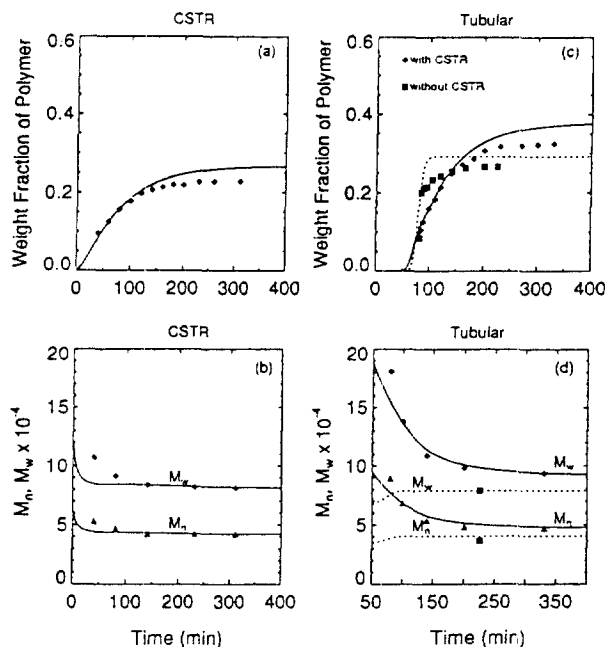 CSTR
Tubular
Weight Fraction of Polymer
0.6
0.4
0.2
0.0
(a)
0 100 200 300 400
Weight Fraction of Polymer
0.6
0.4
0.2
0.0
(c)
with CSTR
without CSTR
0 100 200 300 400
CSTR
Tubular
Mn, Mw x 10-4
20
15
10
5
0
(b)
Mw
Mn
0 100 200 300 400
Time (min)
Mn, Mw x 10-4
20
15
10
5
0
(d)
Mw
Mw
Mn
Mn
50 150 250 350
Time (min)